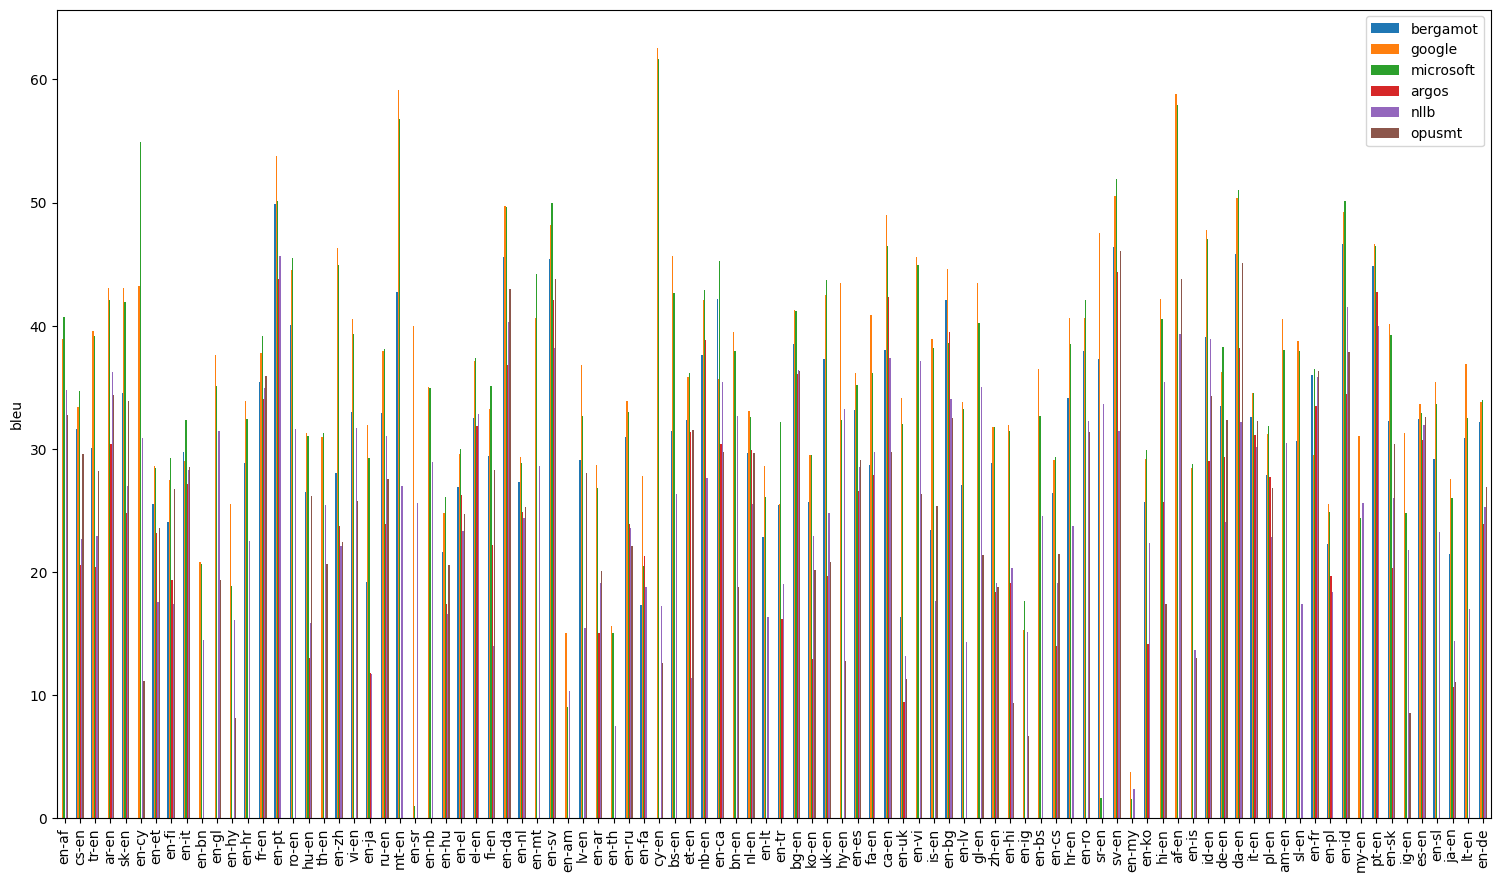 bergamot
google
microsoft
argos
nllb
opusmt
bleu
60
50
40
30
20
10
0
en-af
cs-en
tr-en
ar-en
sk-en
en-cy
en-et
en-fi
en-it
en-bn
en-gl
en-hy
en-hr
fr-en
en-pt
ro-en
hu-en
th-en
en-zh
vi-en
en-ja
ru-en
mt-en
en-sr
en-nb
en-hu
en-el
el-en
fi-en
en-da
en-nl
en-mt
en-sv
en-am
lv-en
en-ar
en-th
en-ru
en-fa
cy-en
bs-en
et-en
nb-en
en-ca
bn-en
nl-en
en-lt
en-tr
bg-en
ko-en
uk-en
hy-en
en-es
fa-en
ca-en
en-uk
en-vi
is-en
en-bg
en-lv
gl-en
zh-en
en-hi
en-ig
en-bs
en-cs
hr-en
en-ro
sr-en
sv-en
en-my
en-ko
hi-en
af-en
en-is
id-en
de-en
da-en
it-en
pl-en
am-en
sl-en
en-fr
en-pl
en-id
my-en
pt-en
en-sk
ig-en
es-en
en-sl
ja-en
lt-en
en-de